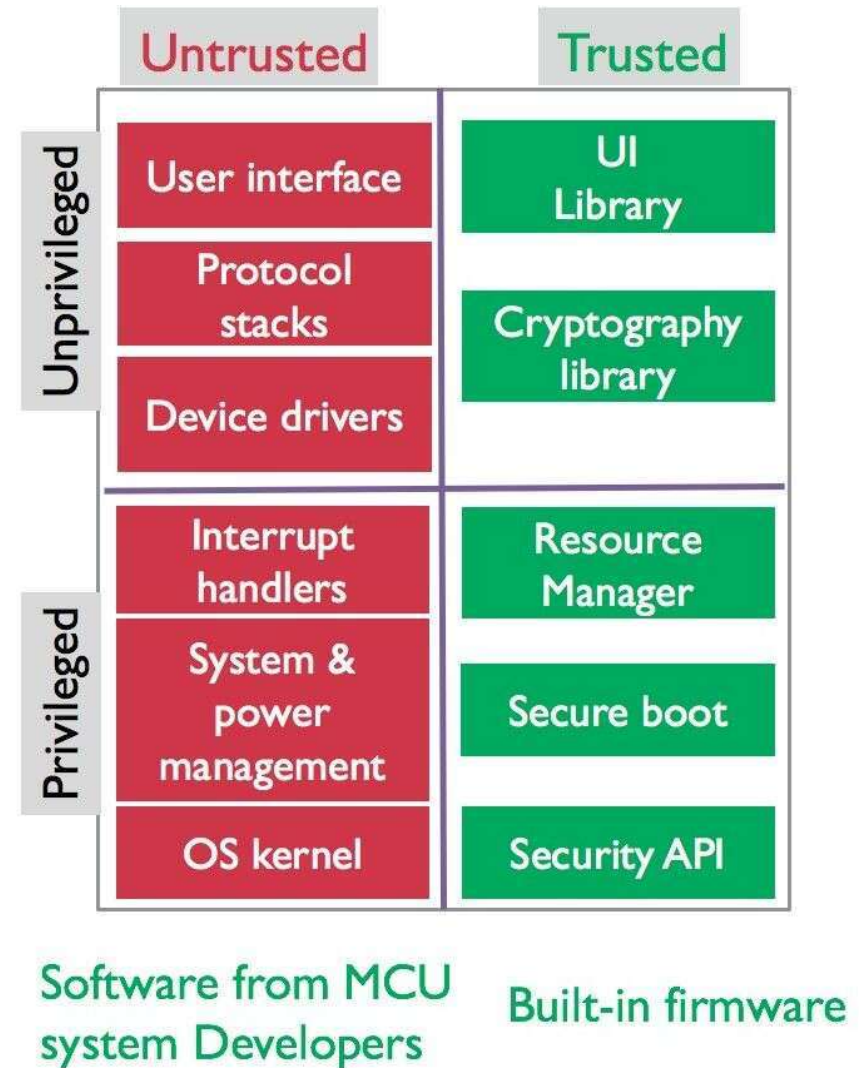 Untrusted
Trusted
Unprivileged
User interface
Protocol
stacks
Device drivers
UI
Library
Cryptography
library
Privileged
Interrupt
handlers
System &
power
management
OS kernel
Resource
Manager
Secure boot
Security API
Software from MCU
system Developers
Built-in firmware